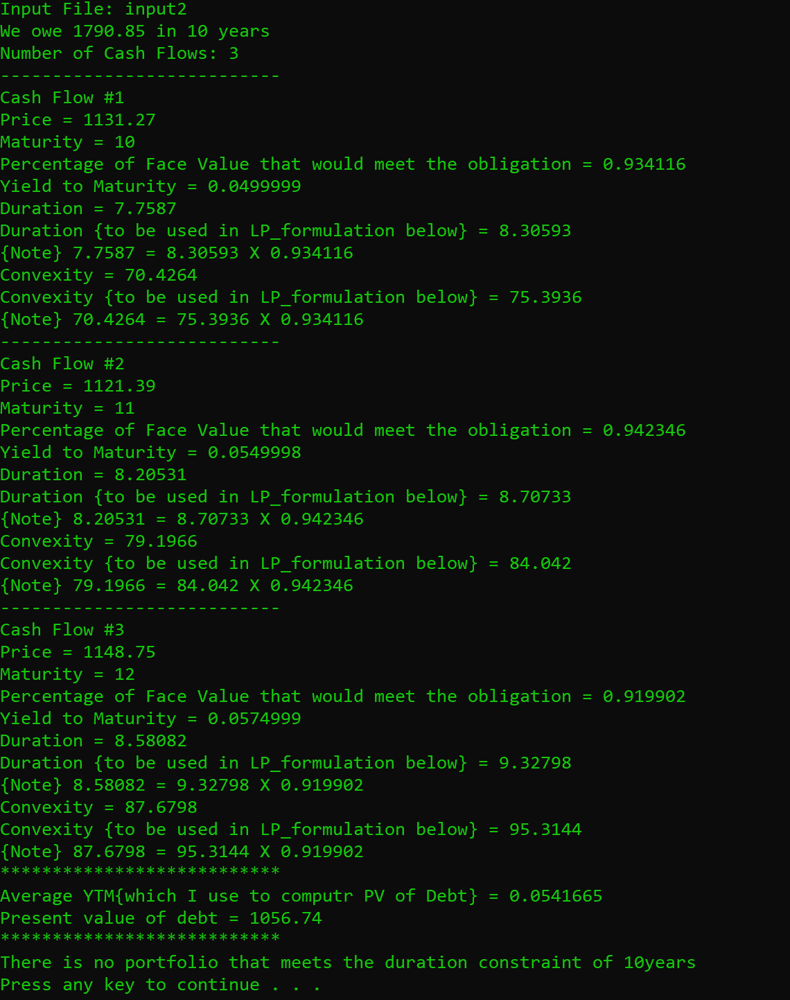 Input File: input2
We owe 1790.85 in 10 years
Number of Cash Flows: 3
---------------------------
Cash Flow #1
Price = 1131.27
Maturity = 10
Percentage of Face Value that would meet the obligation = 0.934116
Yield to Maturity = 0.0499999
Duration = 7.7587
Duration {to be used in LP_formulation below} = 8.30593
{Note} 7.7587 = 8.30593 X 0.934116
Convexity = 70.4264
Convexity {to be used in LP_formulation below} = 75.3936
{Note} 70.4264 = 75.3936 X 0.934116
---------------------------
Cash Flow #2
Price = 1121.39
Maturity = 11
Percentage of Face Value that would meet the obligation = 0.942346
Yield to Maturity = 0.0549998
Duration = 8.20531
Duration {to be used in LP_formulation below} = 8.70733
{Note} 8.20531 = 8.70733 X 0.942346
Convexity = 79.1966
Convexity {to be used in LP_formulation below} = 84.042
{Note} 79.1966 = 84.042 X 0.942346
---------------------------
Cash Flow #3
Price = 1148.75
Maturity = 12
Percentage of Face Value that would meet the obligation = 0.919902
Yield to Maturity = 0.0574999
Duration = 8.58082
Duration {to be used in LP_formulation below} = 9.32798
{Note} 8.58082 = 9.32798 X 0.919902
Convexity = 87.6798
Convexity {to be used in LP_formulation below} = 95.3144
{Note} 87.6798 = 95.3144 X 0.919902
***************************
Average YTM{which I use to computr PV of Debt} = 0.0541665
Present value of debt = 1056.74
***************************
There is no portfolio that meets the duration constraint of 10years
Press any key to continue . . .